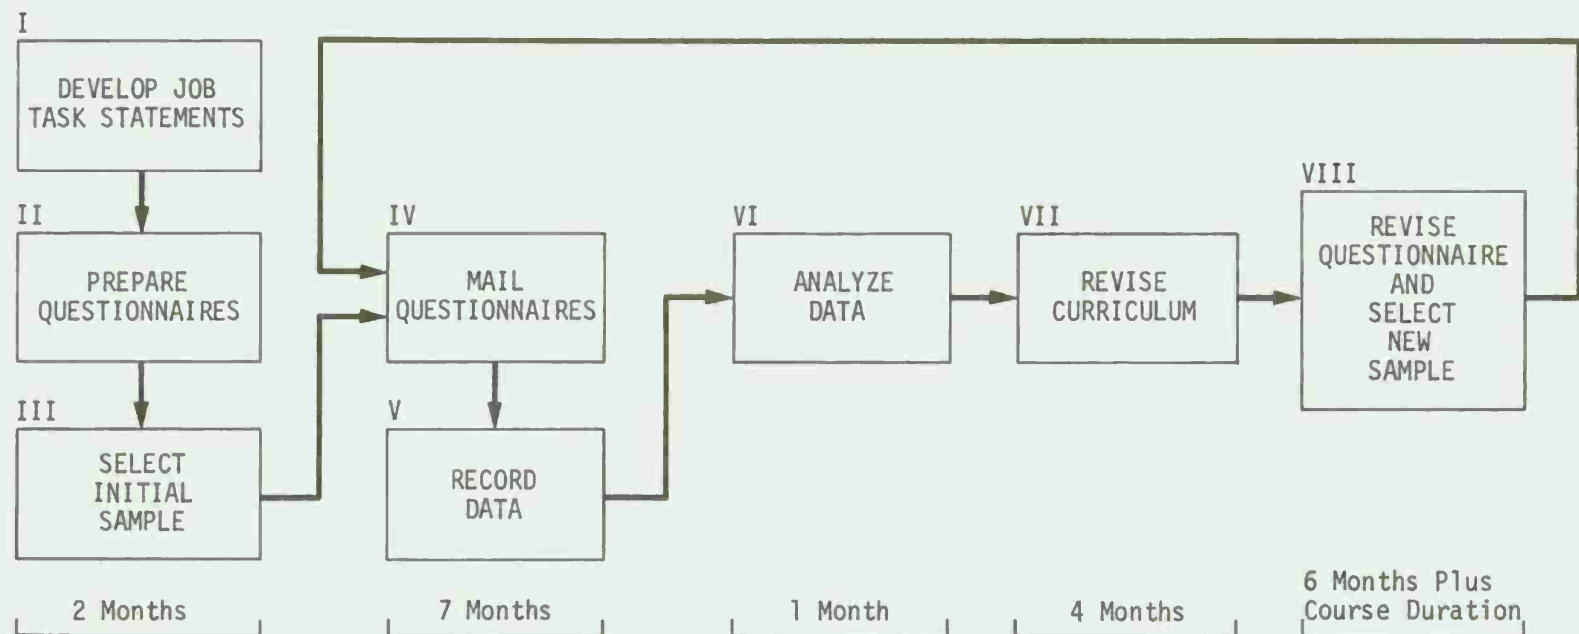 I
DEVELOP JOB
TASK STATEMENTS
II
PREPARE
QUESTIONNAIRES
III
SELECT
INITIAL
SAMPLE
IV
MAIL
QUESTIONNAIRES
V
RECORD
DATA
VI
ANALYZE
DATA
VII
REVISE
CURRICULUM
VIII
REVISE
QUESTIONNAIRE
AND
SELECT
NEW
SAMPLE
2 Months
7 Months
1 Month
4 Months
6 Months Plus
Course Duration